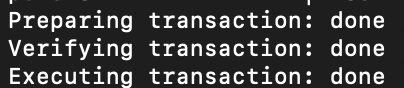 Preparing transaction: done
Verifying transaction: done
Executing transaction: done